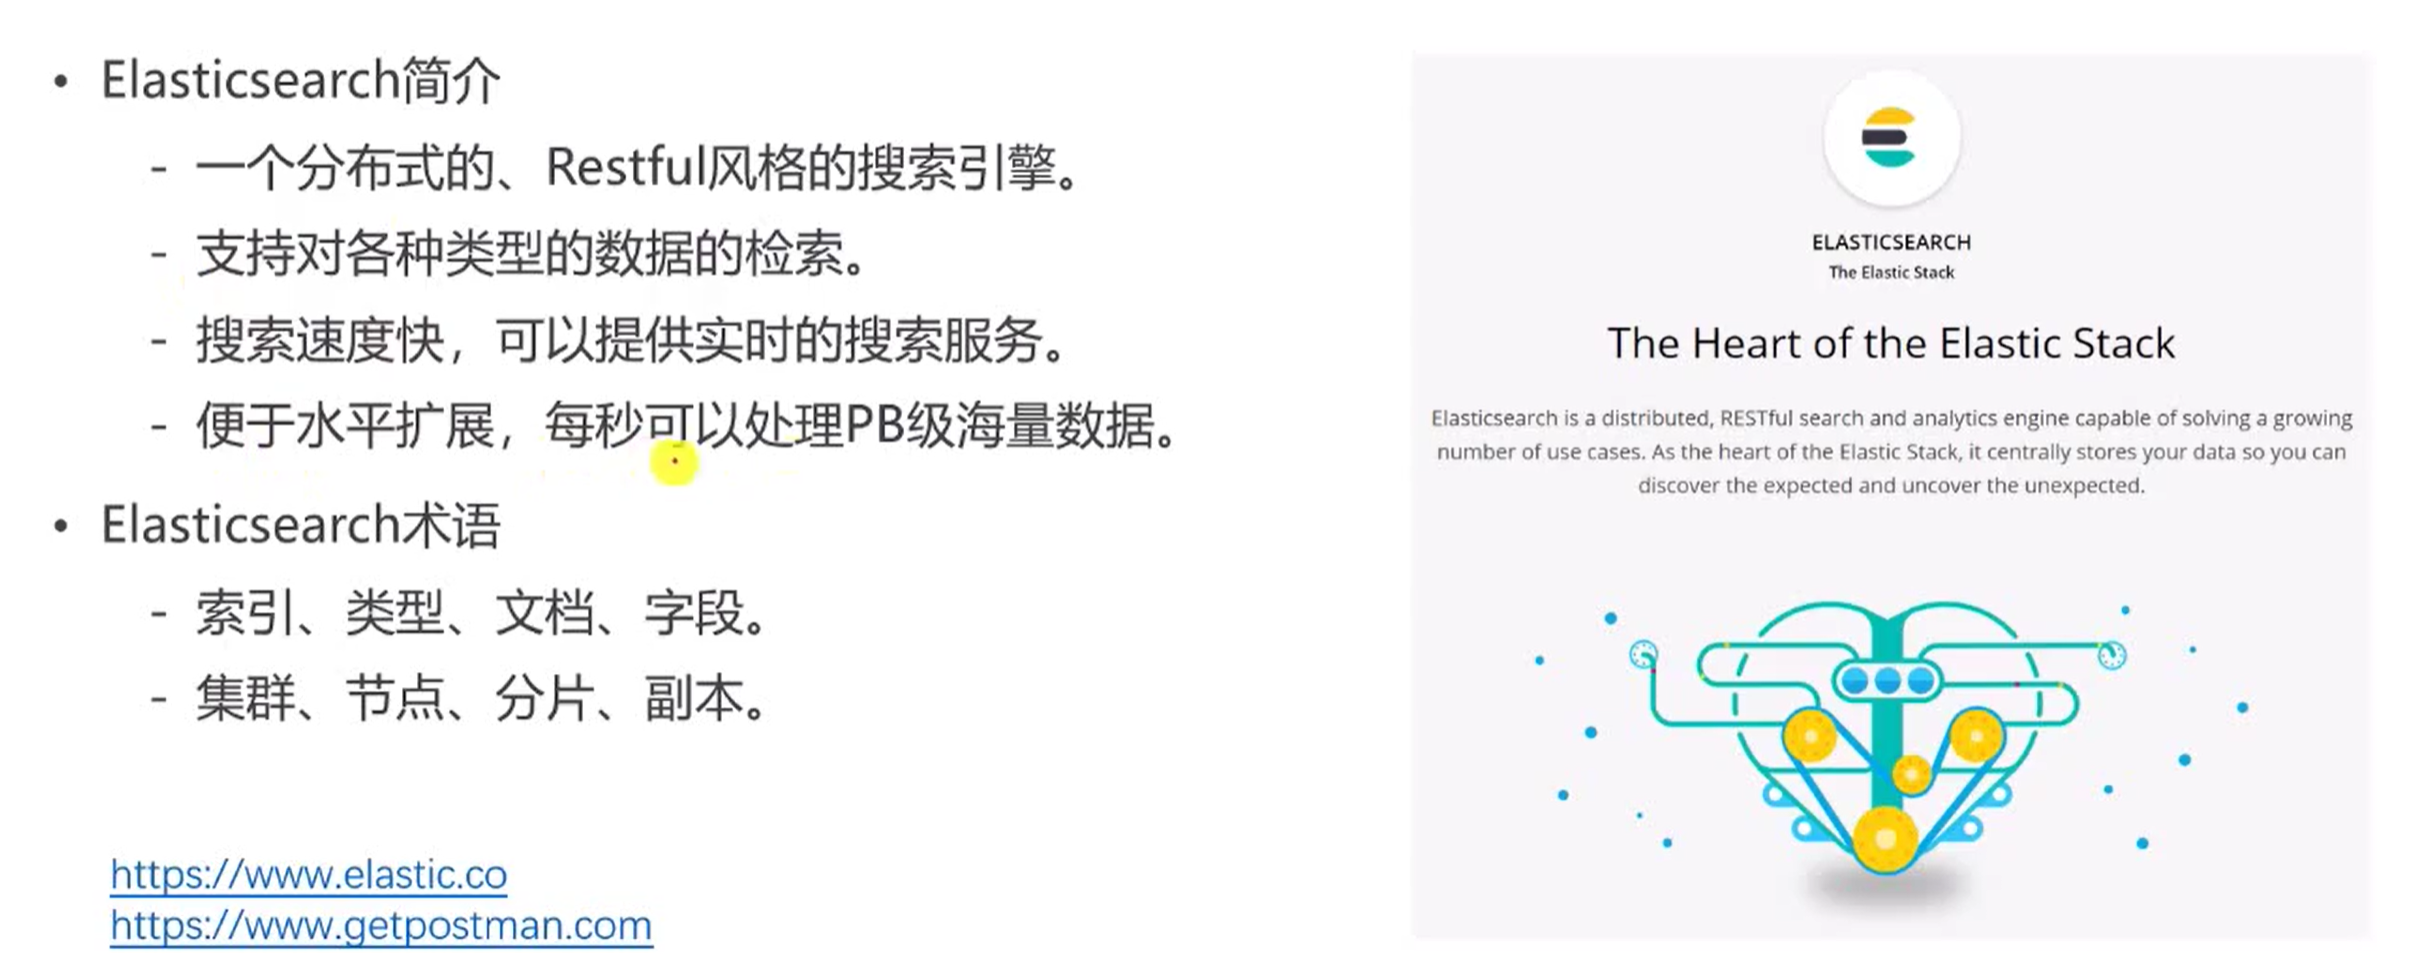 • Elasticsearch简介
- 一个分布式的、Restful风格的搜索引擎。
- 支持对各种类型的数据的检索。
- 搜索速度快，可以提供实时的搜索服务。
- 便于水平扩展，每秒可以处理PB级海量数据。
• Elasticsearch术语
- 索引、类型、文档、字段。
- 集群、节点、分片、副本。
https://www.elastic.co
https://www.getpostman.com
ELASTICSEARCH
The Elastic Stack
The Heart of the Elastic Stack
Elasticsearch is a distributed, RESTful search and analytics engine capable of solving a growing
number of use cases. As the heart of the Elastic Stack, it centrally stores your data so you can
discover the expected and uncover the unexpected.